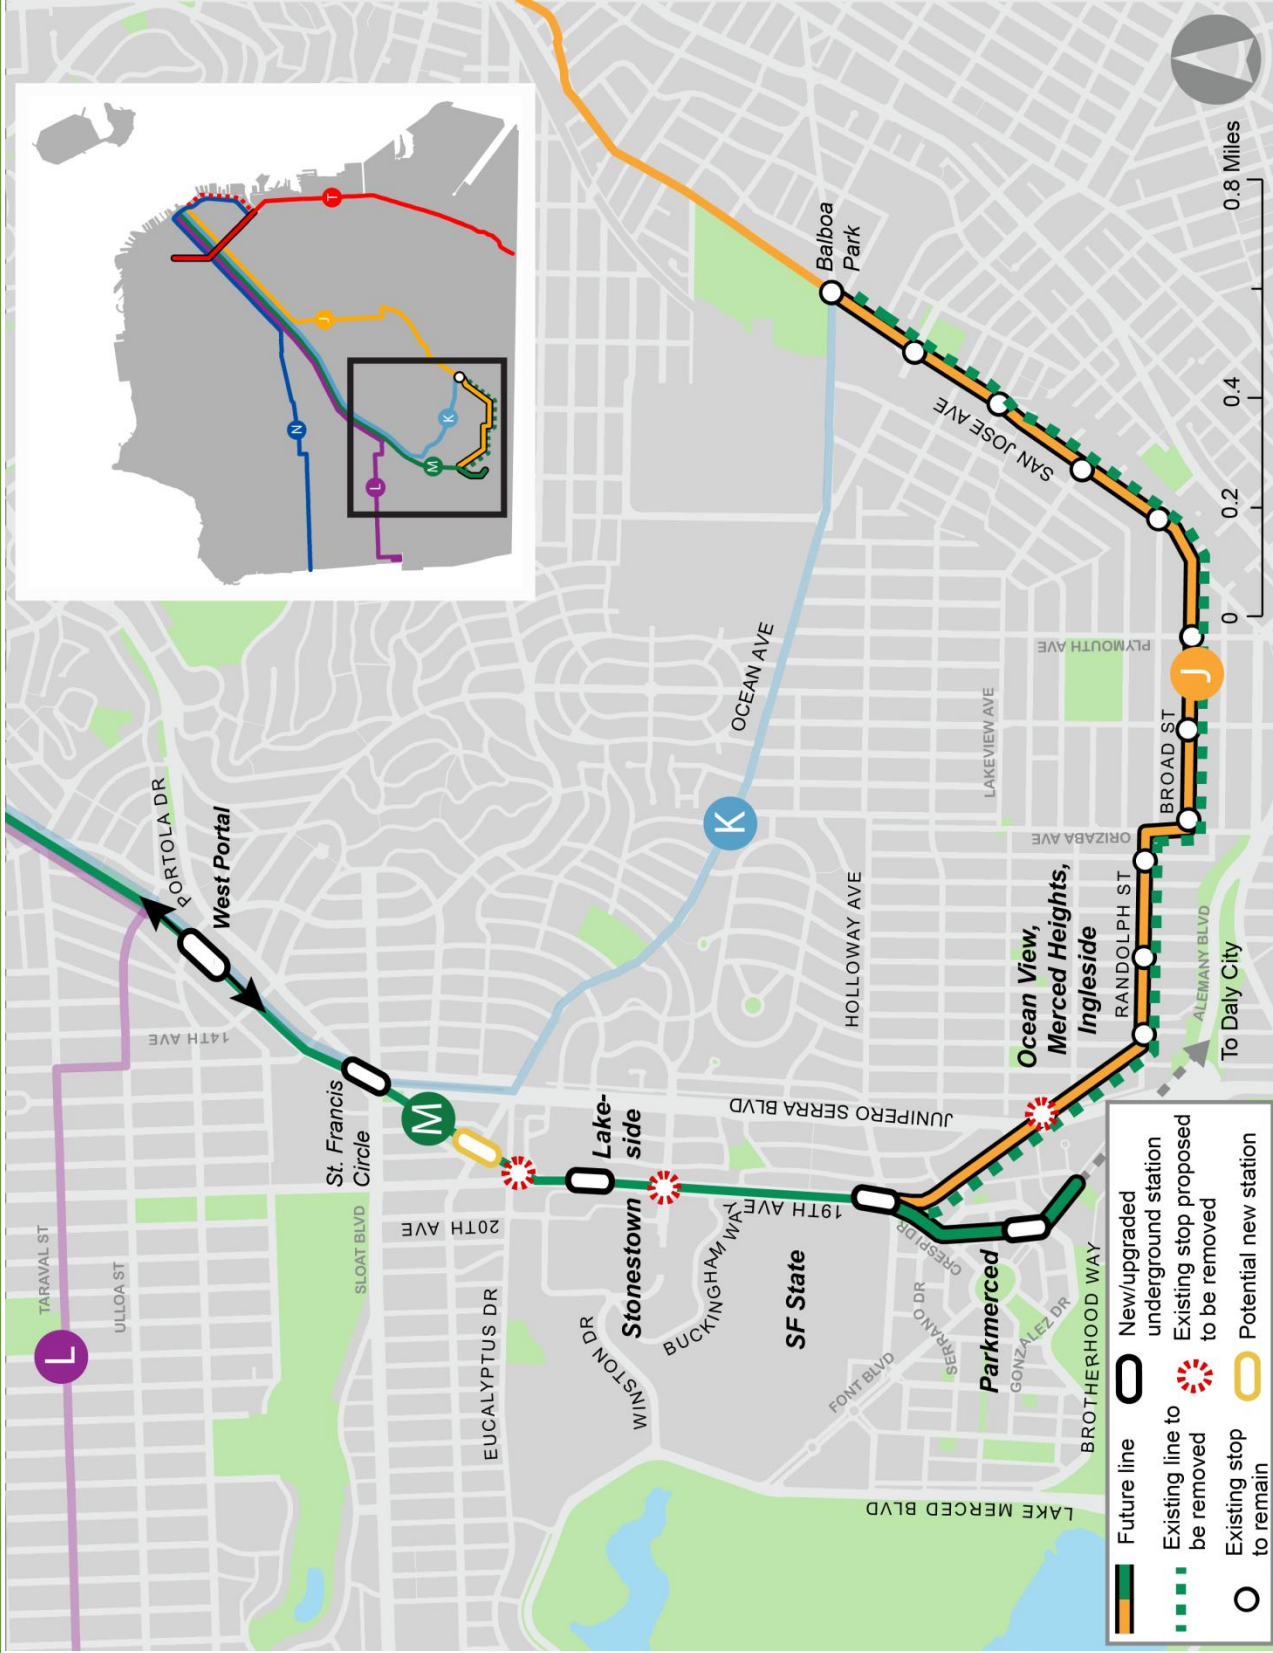 TARAVAL ST
ULLOA ST
L
PORTOLA DR
West Portal
14TH AVE
St. Francis
Circle
M
SLOAT BLVD
20TH AVE
EUCALYPTUS DR
Lake-
side
Stonestown
WINSTON DR
BUCKINGHAM WAY
19TH AVE
JUNIPERO SERRA BLVD
SF State
FONT BLVD
CRESPI DR
SERRANO DR
Parkmerced
GONZALEZ DR
BROTHERHOOD WAY
LAKE MERCED BLVD
OCEAN AVE
K
HOLLOWAY AVE
LAKEVIEW AVE
Ocean View,
Merced Heights,
Ingleside
RANDOLPH ST
ORIZABA AVE
BROAD ST
PLYMOUTH AVE
J
SAN JOSE AVE
Balboa
Park
ALEMANY BLVD
To Daly City
N
L
M
K
J
T
0
0.2
0.4
0.8 Miles
Future line
Existing line to
be removed
Existing stop
to remain
New/upgraded
underground station
Existing stop proposed
to be removed
Potential new station